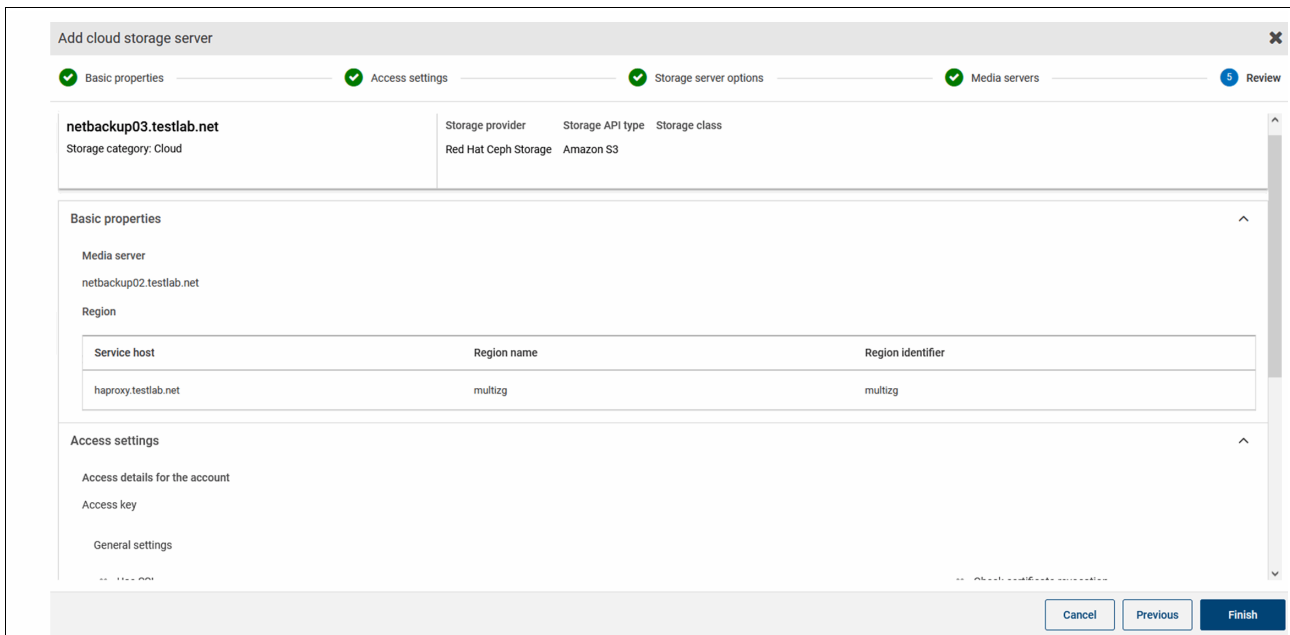 Add cloud storage server
Basic properties
Access settings
Storage server options
Media servers
5 Review
netbackup03.testlab.net
Storage category: Cloud
Storage provider Storage API type Storage class
Red Hat Ceph Storage Amazon S3
Basic properties
Media server
netbackup02.testlab.net
Region
Service host Region name Region identifier
haproxy.testlab.net multizg multizg
Access settings
Access details for the account
Access key
General settings
Cancel Previous Finish